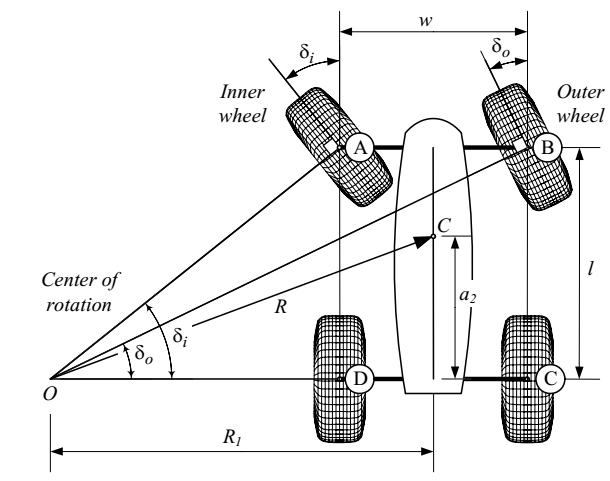 w
δi
δo
Inner
wheel
Outer
wheel
A
B
C
l
Center of
rotation
a2
R
δi
δo
D
C
O
R1